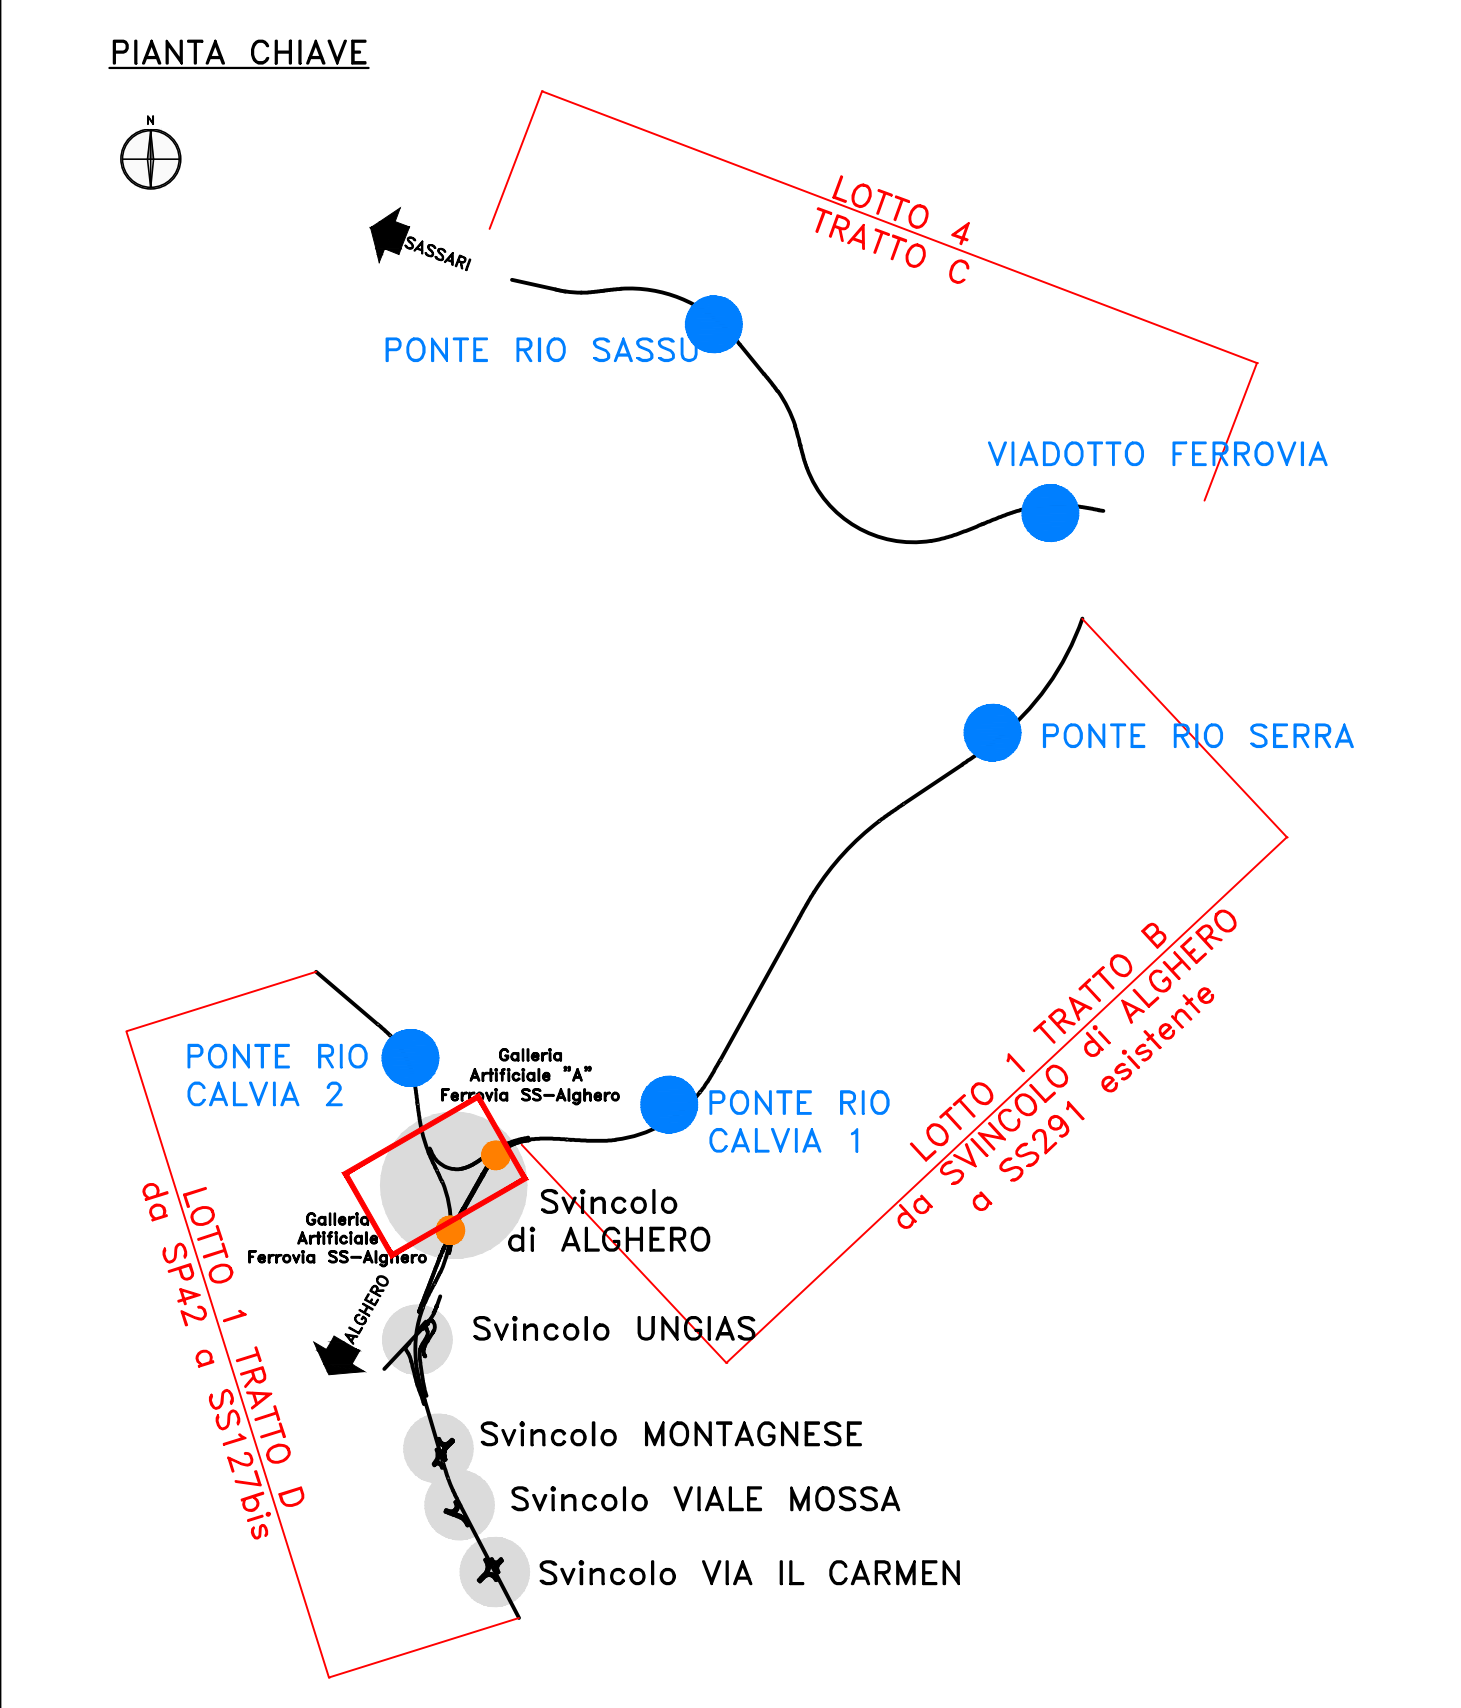 PIANTA CHIAVE
N
SASSARI
LOTTO 4
TRATTO C
PONTE RIO SASSU
VIADOTTO FERROVIA
PONTE RIO SERRA
LOTTO 1 TRATTO B
da SVINCOLO di ALGHERO
a SS291 esistente
PONTE RIO
CALVIA 2
Galleria
Artificiale "A"
Ferrovia SS-Alghero
PONTE RIO
CALVIA 1
Svincolo
di ALGHERO
Galleria
Artificiale
Ferrovia SS-Alghero
ALGHERO
LOTTO 1 TRATTO D
da SP42 a SS127bis
Svincolo UNGIAS
Svincolo MONTAGNESE
Svincolo VIALE MOSSA
Svincolo VIA IL CARMEN